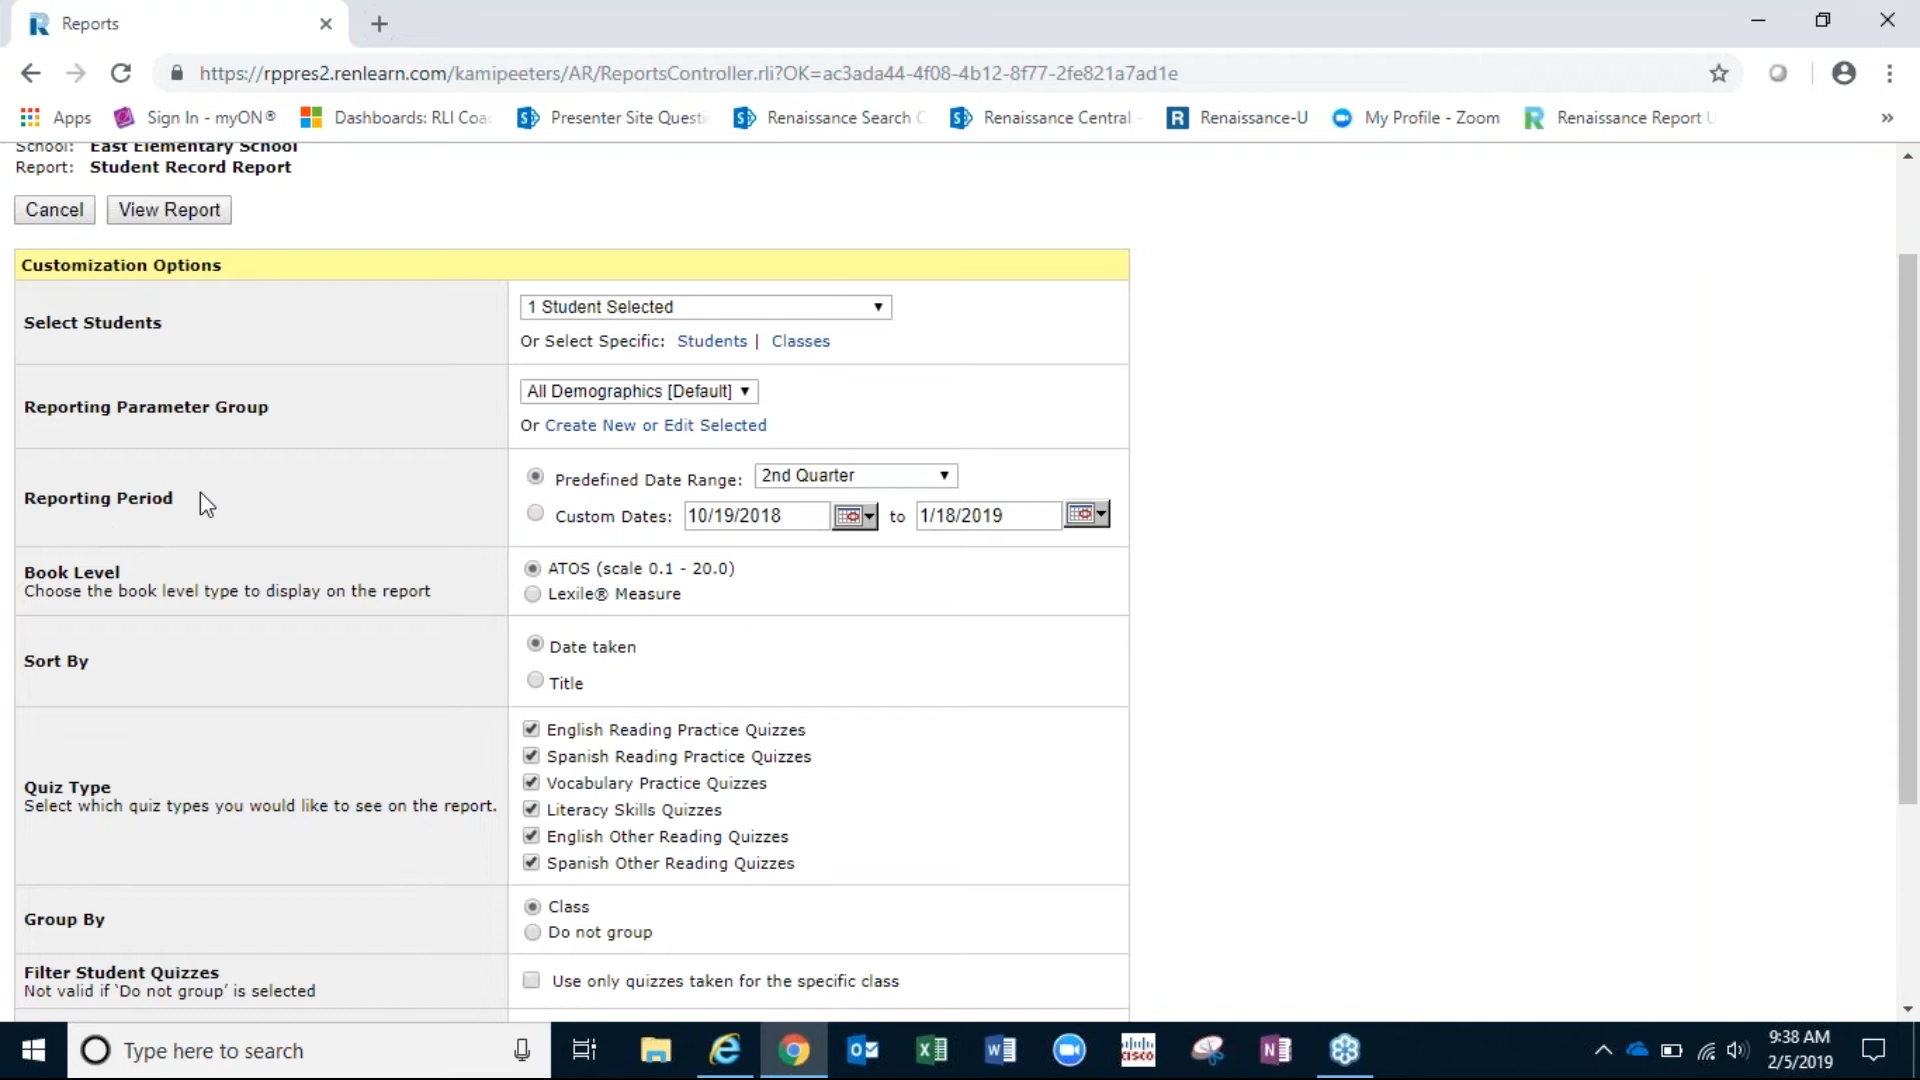 Reports
https://rppres2.renlearn.com/kamipeeters/AR/ReportsController.rli?OK=ac3ada44-4f08-4b12-8f77-2fe821a7ad1e
Apps Sign In - myON® Dashboards: RLI Coa Presenter Site Questi Renaissance Search C Renaissance Central - Renaissance-U My Profile - Zoom Renaissance Report U »
School: East Elementary School
Report: Student Record Report
Cancel View Report
Customization Options
Select Students
1 Student Selected
Or Select Specific: Students | Classes
Reporting Parameter Group
All Demographics [Default]
Or Create New or Edit Selected
Reporting Period
Predefined Date Range: 2nd Quarter
Custom Dates: 10/19/2018 to 1/18/2019
Book Level
Choose the book level type to display on the report
ATOS (scale 0.1 - 20.0)
Lexile® Measure
Sort By
Date taken
Title
Quiz Type
Select which quiz types you would like to see on the report.
English Reading Practice Quizzes
Spanish Reading Practice Quizzes
Vocabulary Practice Quizzes
Literacy Skills Quizzes
English Other Reading Quizzes
Spanish Other Reading Quizzes
Group By
Class
Do not group
Filter Student Quizzes
Not valid if 'Do not group' is selected
Use only quizzes taken for the specific class
Type here to search
cisco
9:38 AM
2/5/2019